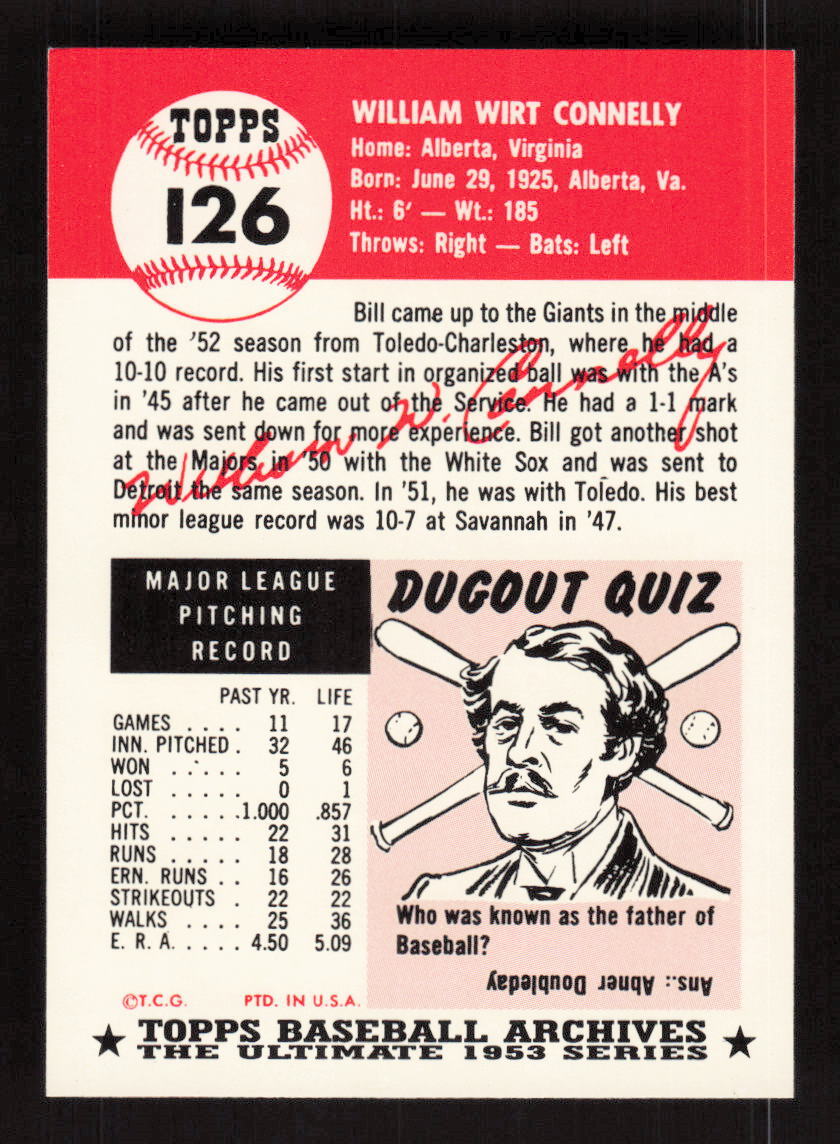 TOPPS
126
WILLIAM WIRT CONNELLY
Home: Alberta, Virginia
Born: June 29, 1925, Alberta, Va.
Ht.: 6' — Wt.: 185
Throws: Right — Bats: Left
Bill came up to the Giants in the middle
of the '52 season from Toledo-Charleston, where he had a
10-10 record. His first start in organized ball was with the A's
in '45 after he came out of the Service. He had a 1-1 mark
and was sent down for more experience. Bill got another shot
at the Majors in '50 with the White Sox and was sent to
Detroit the same season. In '51, he was with Toledo. His best
minor league record was 10-7 at Savannah in '47.
William W. Connelly
MAJOR LEAGUE
PITCHING
RECORD
PAST YR. LIFE
GAMES . . . . 11 17
INN. PITCHED . 32 46
WON . . . . . 5 6
LOST . . . . . 0 1
PCT. . . . . .1.000 .857
HITS . . . . . 22 31
RUNS . . . . . 18 28
ERN. RUNS . . 16 26
STRIKEOUTS . 22 22
WALKS . . . . 25 36
E. R. A. . . . . 4.50 5.09
DUGOUT QUIZ
Who was known as the father of
Baseball?
Ans.: Abner Doubleday
©T.C.G. PTD. IN U.S.A.
★ TOPPS BASEBALL ARCHIVES ★
THE ULTIMATE 1953 SERIES